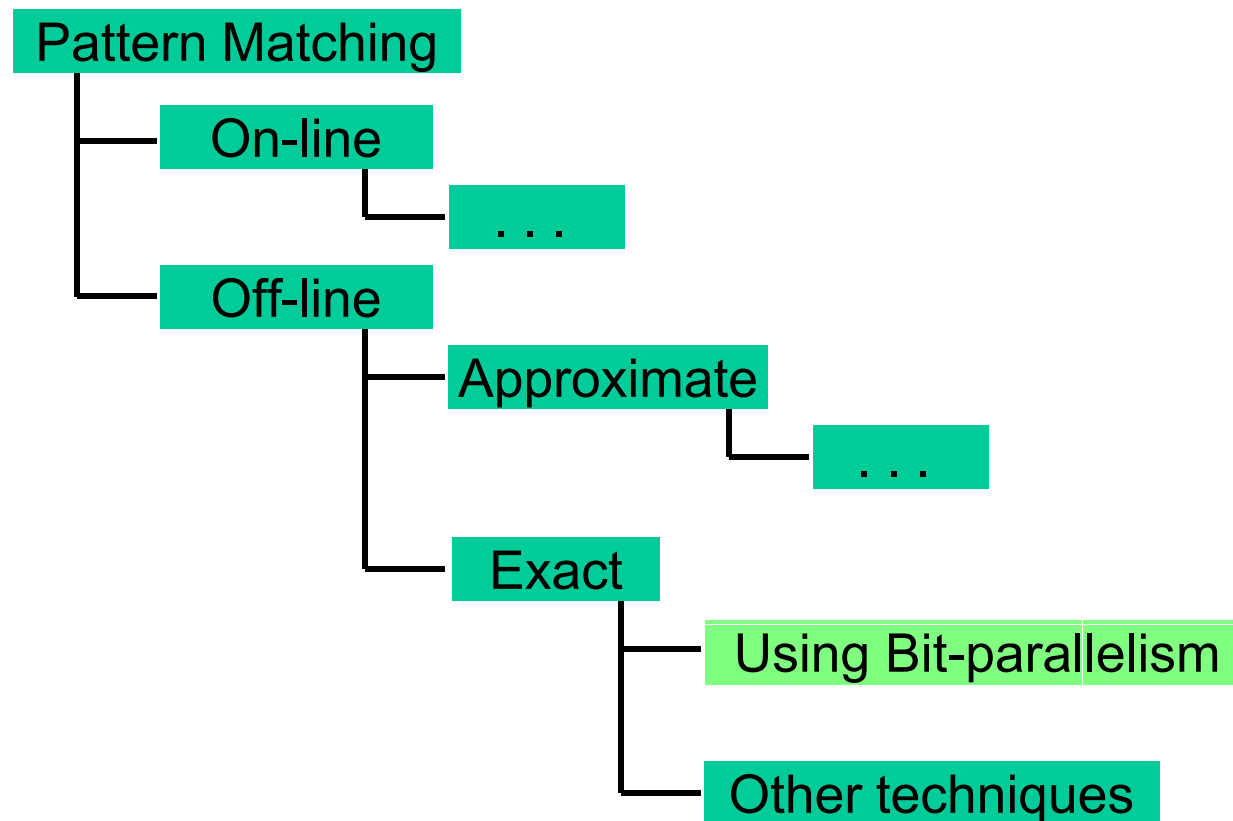 Pattern Matching
On-line
. . .
Off-line
Approximate
. . .
Exact
Using Bit-parallelism
Other techniques